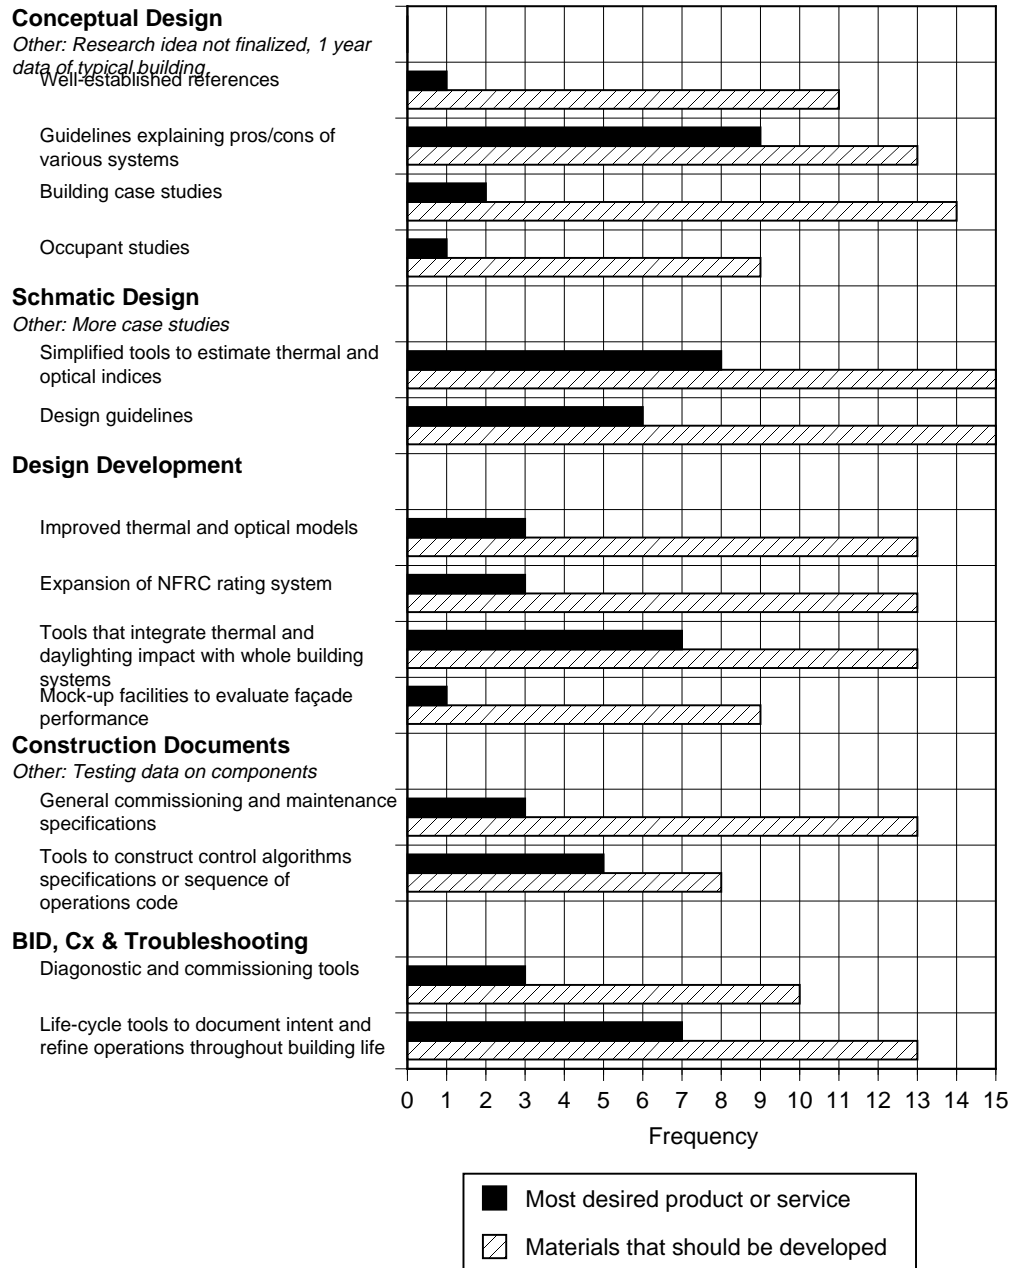 Conceptual Design
Other: Research idea not finalized, 1 year
data of typical building
Well-established references
Guidelines explaining pros/cons of
various systems
Building case studies
Occupant studies
Schmatic Design
Other: More case studies
Simplified tools to estimate thermal and
optical indices
Design guidelines
Design Development
Improved thermal and optical models
Expansion of NFRC rating system
Tools that integrate thermal and
daylighting impact with whole building
systems
Mock-up facilities to evaluate façade
performance
Construction Documents
Other: Testing data on components
General commissioning and maintenance
specifications
Tools to construct control algorithms
specifications or sequence of
operations code
BID, Cx & Troubleshooting
Diagonostic and commissioning tools
Life-cycle tools to document intent and
refine operations throughout building life
0 1 2 3 4 5 6 7 8 9 10 11 12 13 14 15
Frequency
Most desired product or service
Materials that should be developed